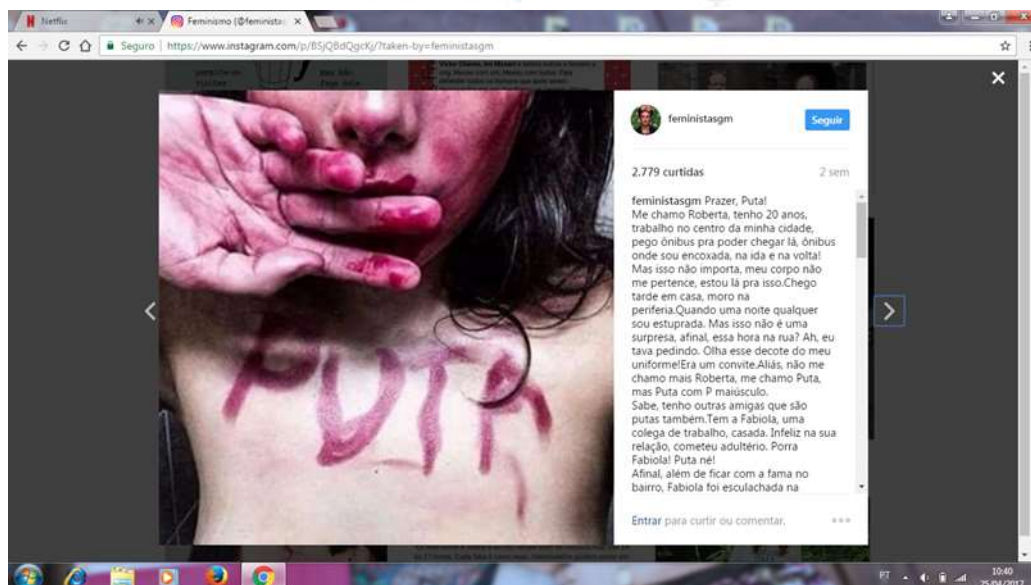 Netflix
Feminismo (@feminista
Seguro
https://www.instagram.com/p/BSjQBdQgcKj/?taken-by=feministasgm
feministasgm
Seguir
2.779 curtidas
2 sem
PUTA
feministasgm Prazer, Puta!
Me chamo Roberta, tenho 20 anos,
trabalho no centro da minha cidade,
pego ônibus pra poder chegar lá, ônibus
onde sou encoxada, na ida e na volta!
Mas isso não importa, meu corpo não
me pertence, estou lá pra isso.Chego
tarde em casa, moro na
periferia.Quando uma noite qualquer
sou estuprada. Mas isso não é uma
surpresa, afinal, essa hora na rua? Ah, eu
tava pedindo. Olha esse decote do meu
uniforme!Era um convite.Aliás, não me
chamo mais Roberta, me chamo Puta,
mas Puta com P maiúsculo.
Sabe, tenho outras amigas que são
putas também.Tem a Fabiola, uma
colega de trabalho, casada. Infeliz na sua
relação, cometeu adultério. Porra
Fabiola! Puta né!
Afinal, além de ficar com a fama no
bairro, Fabiola foi esculachada na
Entrar para curtir ou comentar.
PT
10:40
25/04/2017